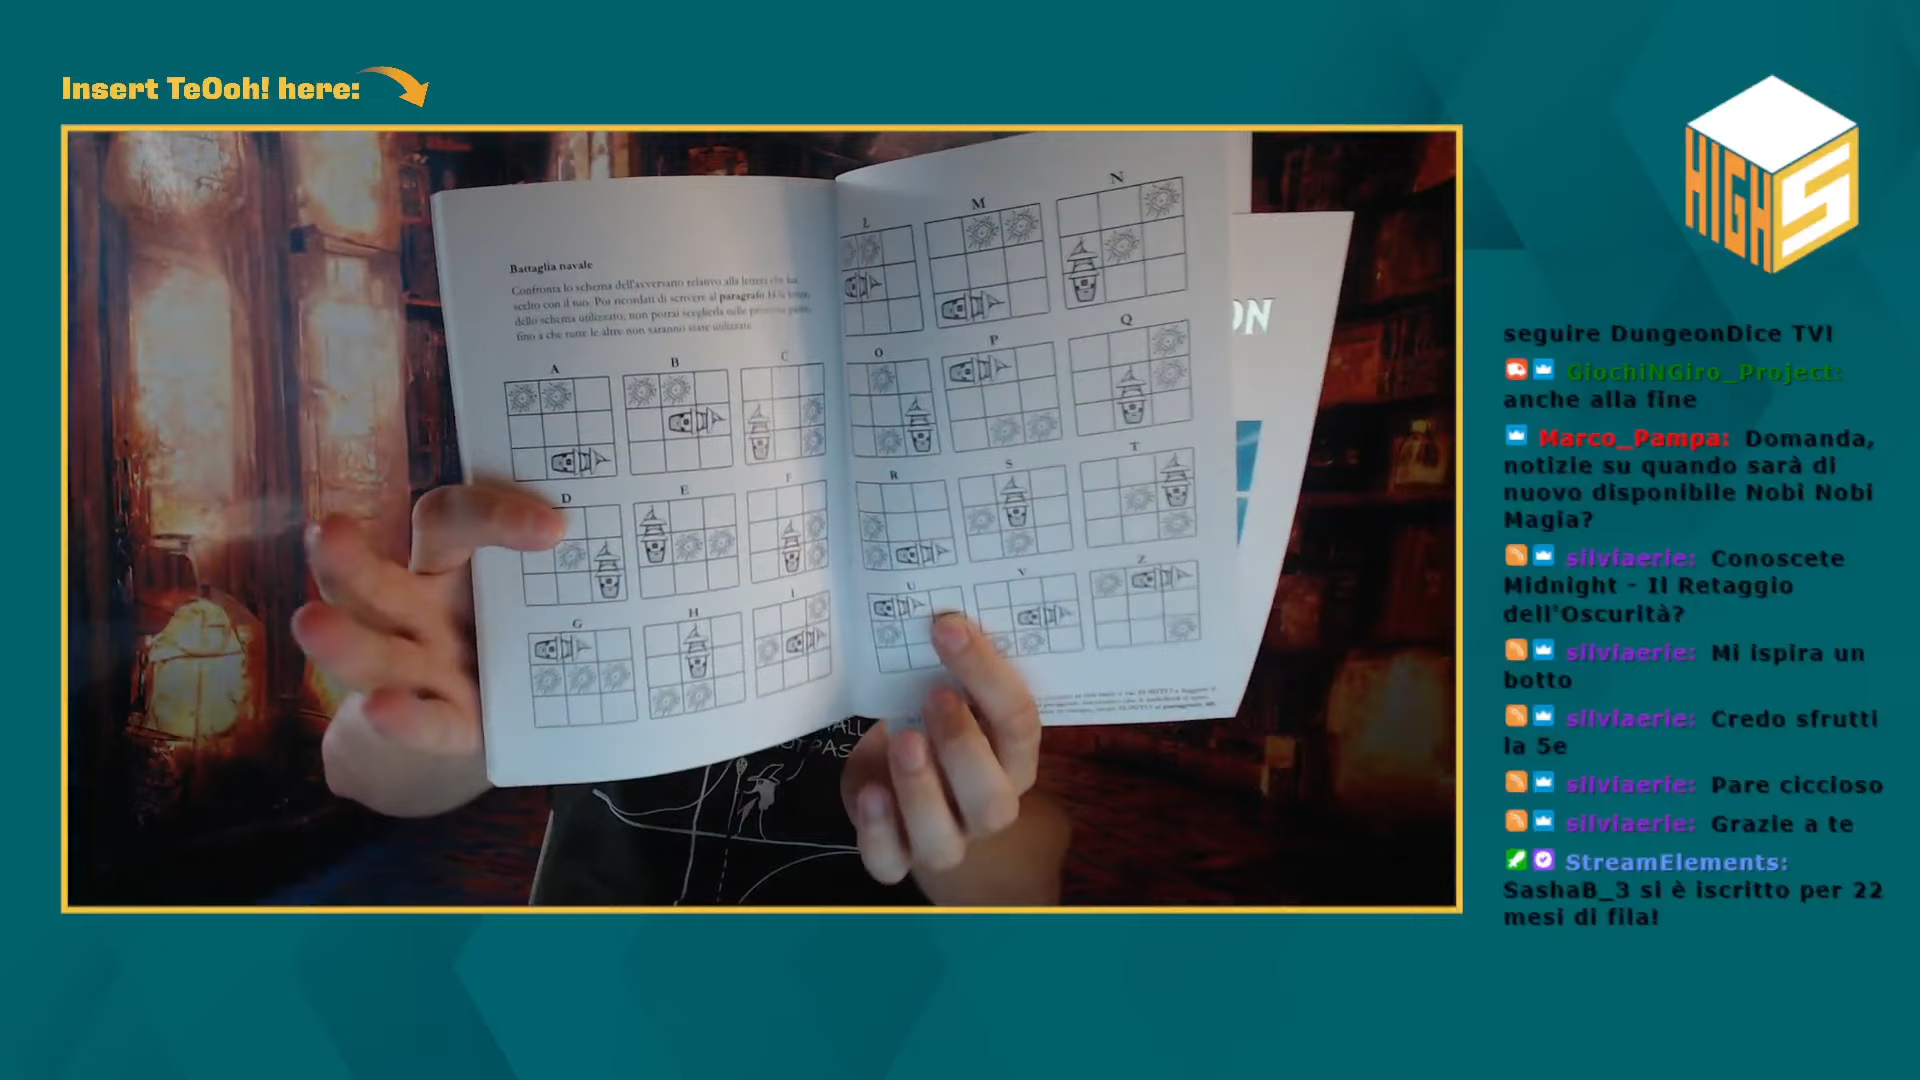 Insert TeOoh! here:
HIGH 5
Battaglia navale
Confronta lo schema dell'avversario relativo alla lettera che hai
scelto con il tuo. Poi ricordati di scrivere al paragrafo 14 la lettera
dello schema utilizzato, non potrai sceglierla nelle prossime
fino a che tutte le altre non saranno state utilizzate.
A B C
D E F
G H I
L M N
O P Q
R S T
U V Z
ON
ALL
PAS
seguire DungeonDice TV!
GiochiNGiro_Project:
anche alla fine
Marco_Pampa: Domanda,
notizie su quando sarà di
nuovo disponibile Nobi Nobi
Magia?
silviaerie: Conoscete
Midnight - Il Retaggio
dell'Oscurità?
silviaerie: Mi ispira un
botto
silviaerie: Credo sfrutti
la 5e
silviaerie: Pare ciccioso
silviaerie: Grazie a te
StreamElements:
SashaB_3 si è iscritto per 22
mesi di fila!